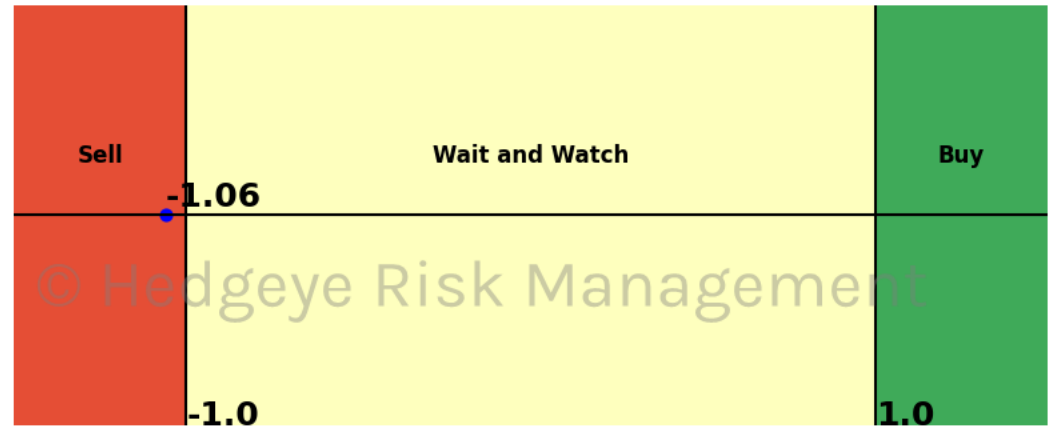 Sell
Wait and Watch
Buy
-1.06
© Hedgeye Risk Management
-1.0
1.0